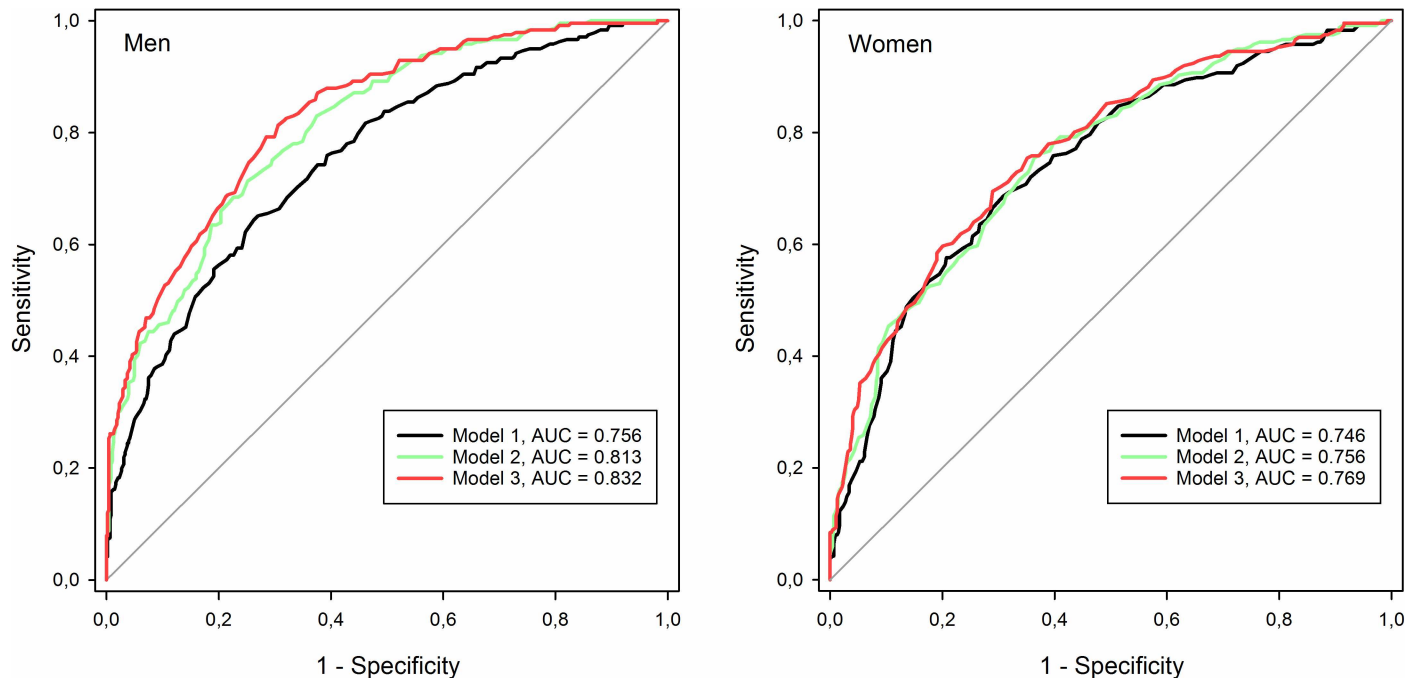 Men
1,0
0,8
0,6
0,4
0,2
0,0
Sensitivity
Model 1, AUC = 0.756
Model 2, AUC = 0.813
Model 3, AUC = 0.832
0,0 0,2 0,4 0,6 0,8 1,0
1 - Specificity
Women
1,0
0,8
0,6
0,4
0,2
0,0
Sensitivity
Model 1, AUC = 0.746
Model 2, AUC = 0.756
Model 3, AUC = 0.769
0,0 0,2 0,4 0,6 0,8 1,0
1 - Specificity